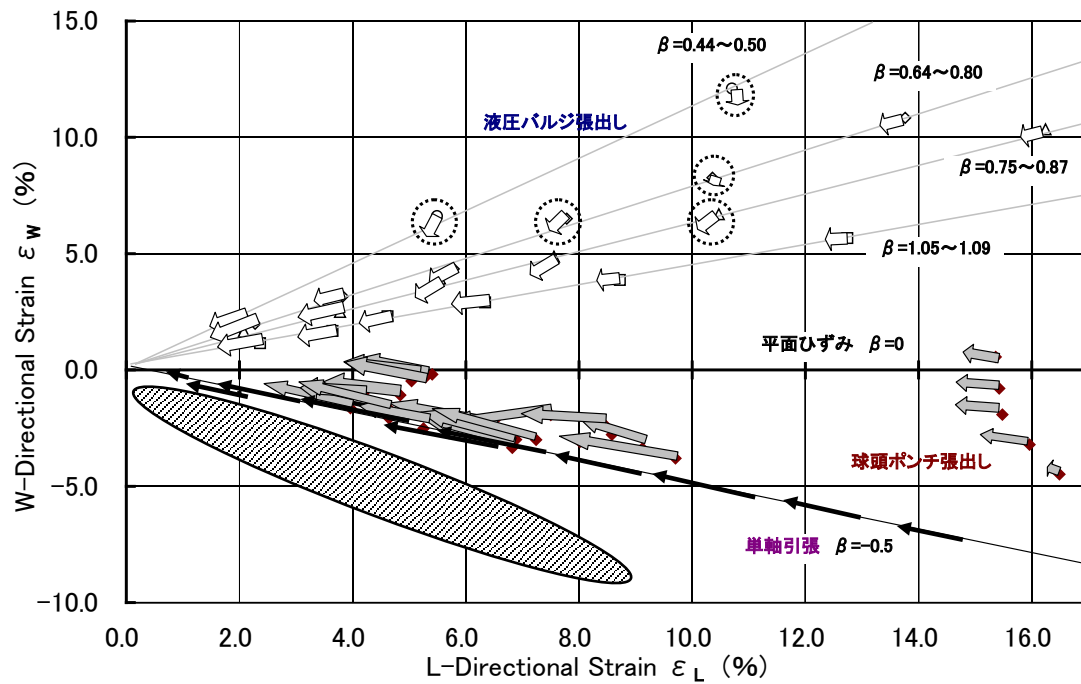 15.0
β=0.44～0.50
β=0.64～0.80
液圧バルジ張出し
10.0
β=0.75～0.87
5.0
β=1.05～1.09
平面ひずみ β=0
0.0
球頭ポンチ張出し
-5.0
単軸引張 β=-0.5
-10.0
0.0 2.0 4.0 6.0 8.0 10.0 12.0 14.0 16.0
L-Directional Strain ε L (%)
W-Directional Strain ε W (%)